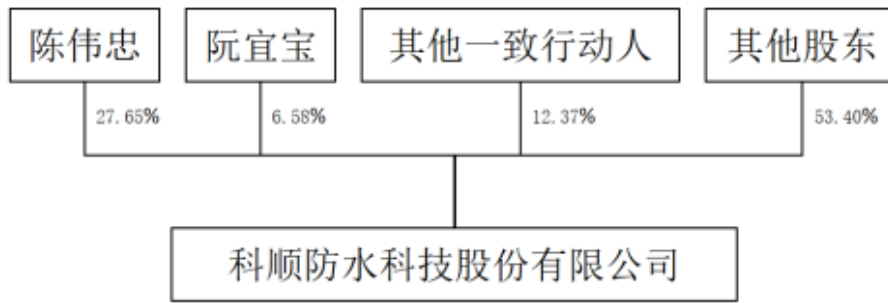 陈伟忠 阮宜宝 其他一致行动人 其他股东
27.65% 6.58% 12.37% 53.40%
科顺防水科技股份有限公司